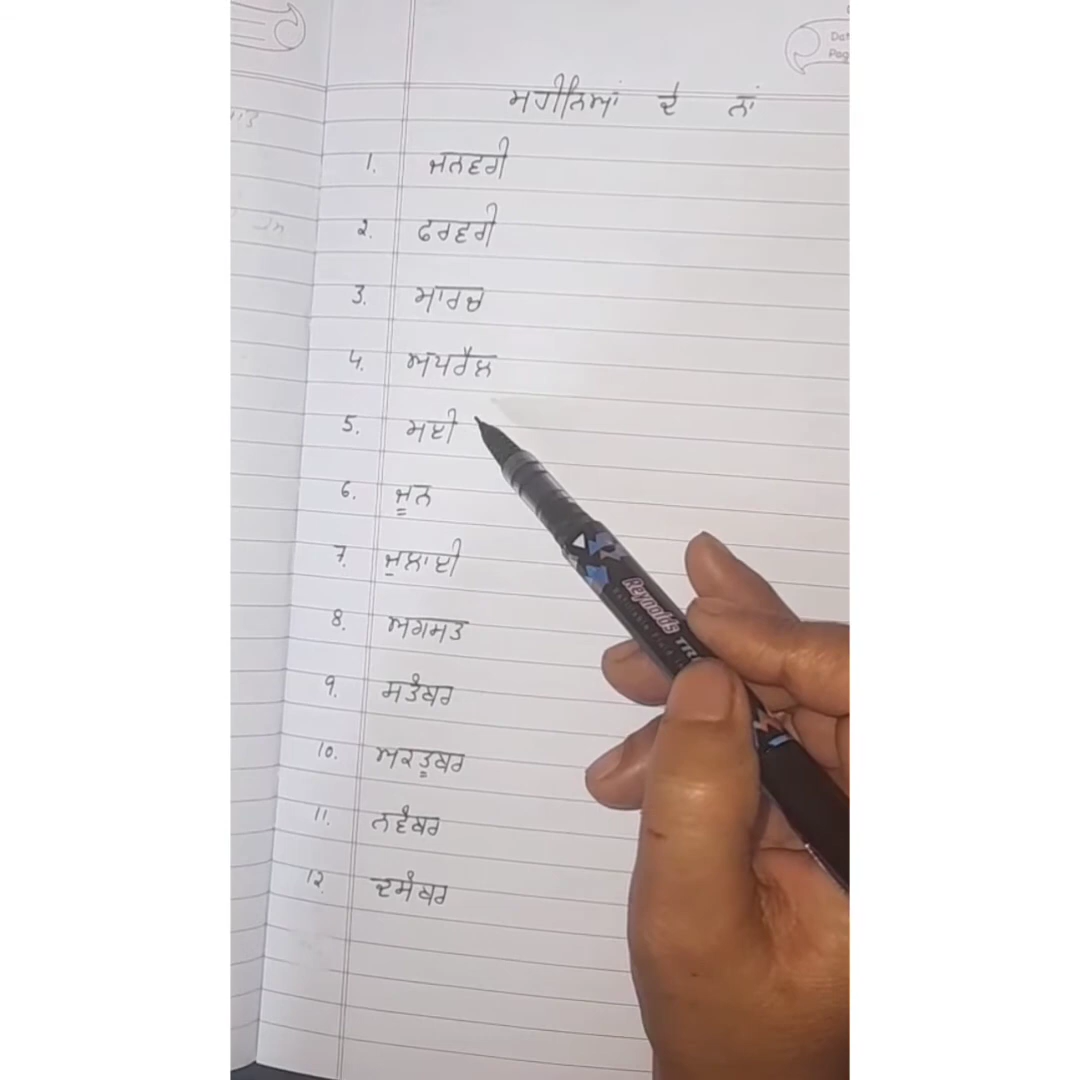 ਮਹੀਨਿਆਂ ਦੇ ਨਾਂ
1. ਜਨਵਰੀ
2. ਫਰਵਰੀ
3. ਮਾਰਚ
4. ਅਪਰੈਲ
5. ਮਈ
6. ਜੂਨ
7. ਜੁਲਾਈ
8. ਅਗਸਤ
9. ਸਤੰਬਰ
10. ਅਕਤੂਬਰ
11. ਨਵੰਬਰ
12. ਦਸੰਬਰ
Reynolds